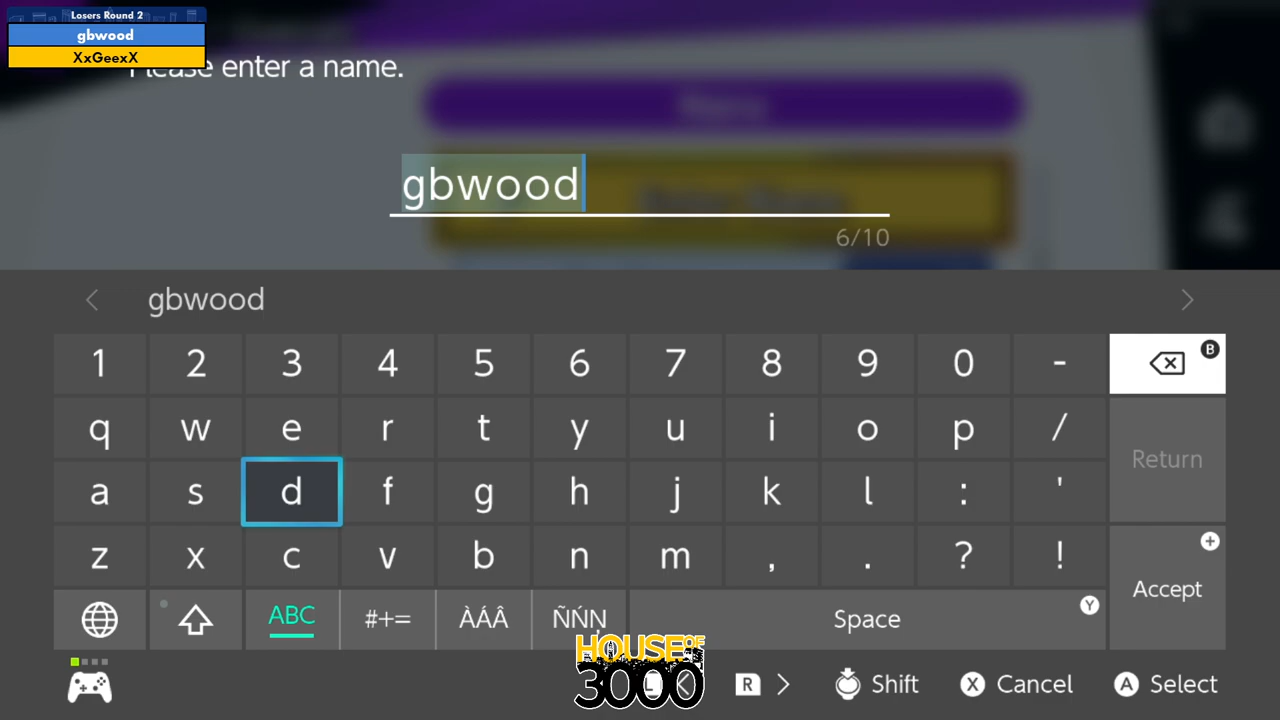 Losers Round 2
gbwood
XxGeexX
Please enter a name.
gbwood
6/10
gbwood
1 2 3 4 5 6 7 8 9 0 - B
q w e r t y u i o p / Return
a s d f g h j k l : '
z x c v b n m , . ? ! + Accept
ABC #+= ÀÁÂ ÑŃŅ Space Y
HOUSE OF
3000
L R Shift X Cancel A Select